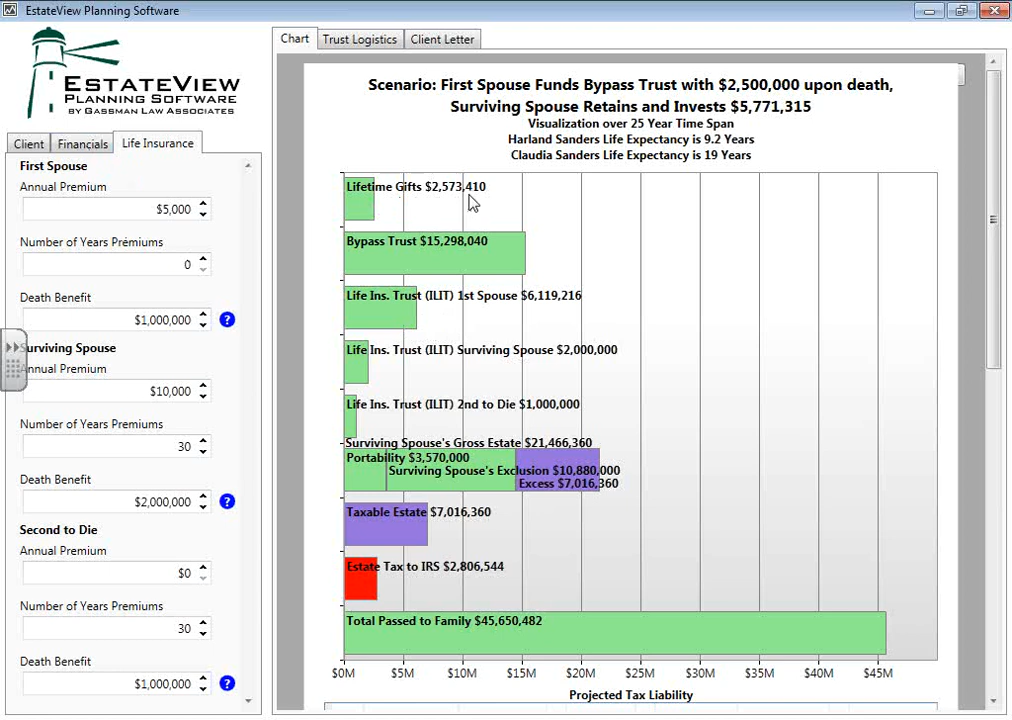 EstateView Planning Software
ESTATEVIEW
PLANNING SOFTWARE
BY GASSMAN LAW ASSOCIATES
Client
Financials
Life Insurance
First Spouse
Annual Premium
$5,000
Number of Years Premiums
0
Death Benefit
$1,000,000
?
urviving Spouse
nnual Premium
$10,000
Number of Years Premiums
30
Death Benefit
$2,000,000
?
Second to Die
Annual Premium
$0
Number of Years Premiums
30
Death Benefit
$1,000,000
?
Chart
Trust Logistics
Client Letter
Scenario: First Spouse Funds Bypass Trust with $2,500,000 upon death,
Surviving Spouse Retains and Invests $5,771,315
Visualization over 25 Year Time Span
Harland Sanders Life Expectancy is 9.2 Years
Claudia Sanders Life Expectancy is 19 Years
Lifetime Gifts $2,573,410
Bypass Trust $15,298,040
Life Ins. Trust (ILIT) 1st Spouse $6,119,216
Life Ins. Trust (ILIT) Surviving Spouse $2,000,000
Life Ins. Trust (ILIT) 2nd to Die $1,000,000
Surviving Spouse's Gross Estate $21,466,360
Portability $3,570,000
Surviving Spouse's Exclusion $10,880,000
Excess $7,016,360
Taxable Estate $7,016,360
Estate Tax to IRS $2,806,544
Total Passed to Family $45,650,482
$0M $5M $10M $15M $20M $25M $30M $35M $40M $45M
Projected Tax Liability